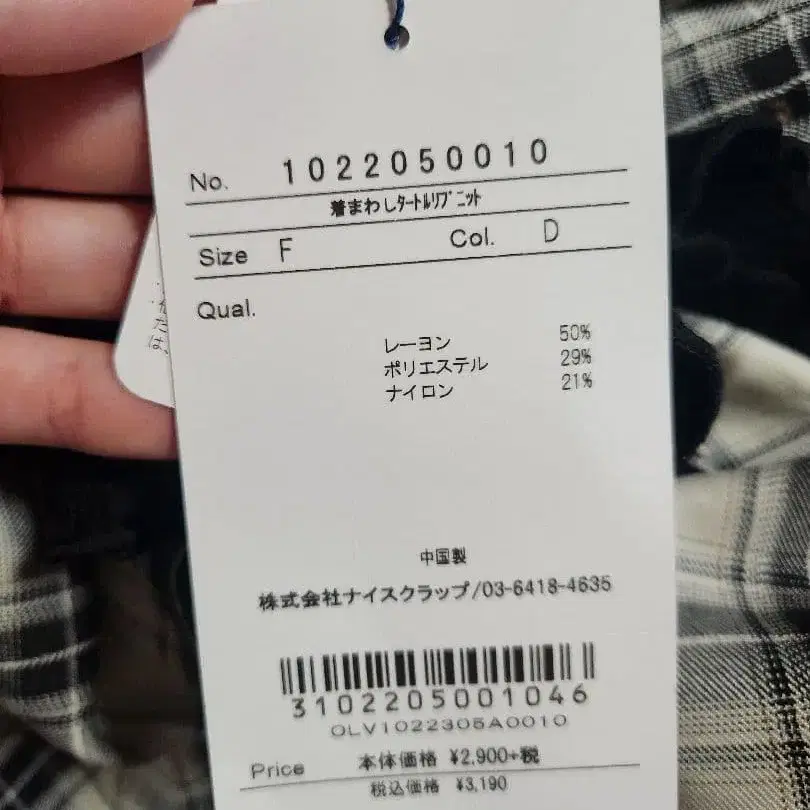 No. 1022050010
着まわしﾀｰﾄﾙﾘﾌﾞﾆｯﾄ
Size F Col. D
Qual.
レーヨン 50%
ポリエステル 29%
ナイロン 21%
中国製
株式会社ナイスクラップ/03-6418-4635
3102205001046
0LV1022305A0010
Price 本体価格 ¥2,900+税
税込価格 ¥3,190